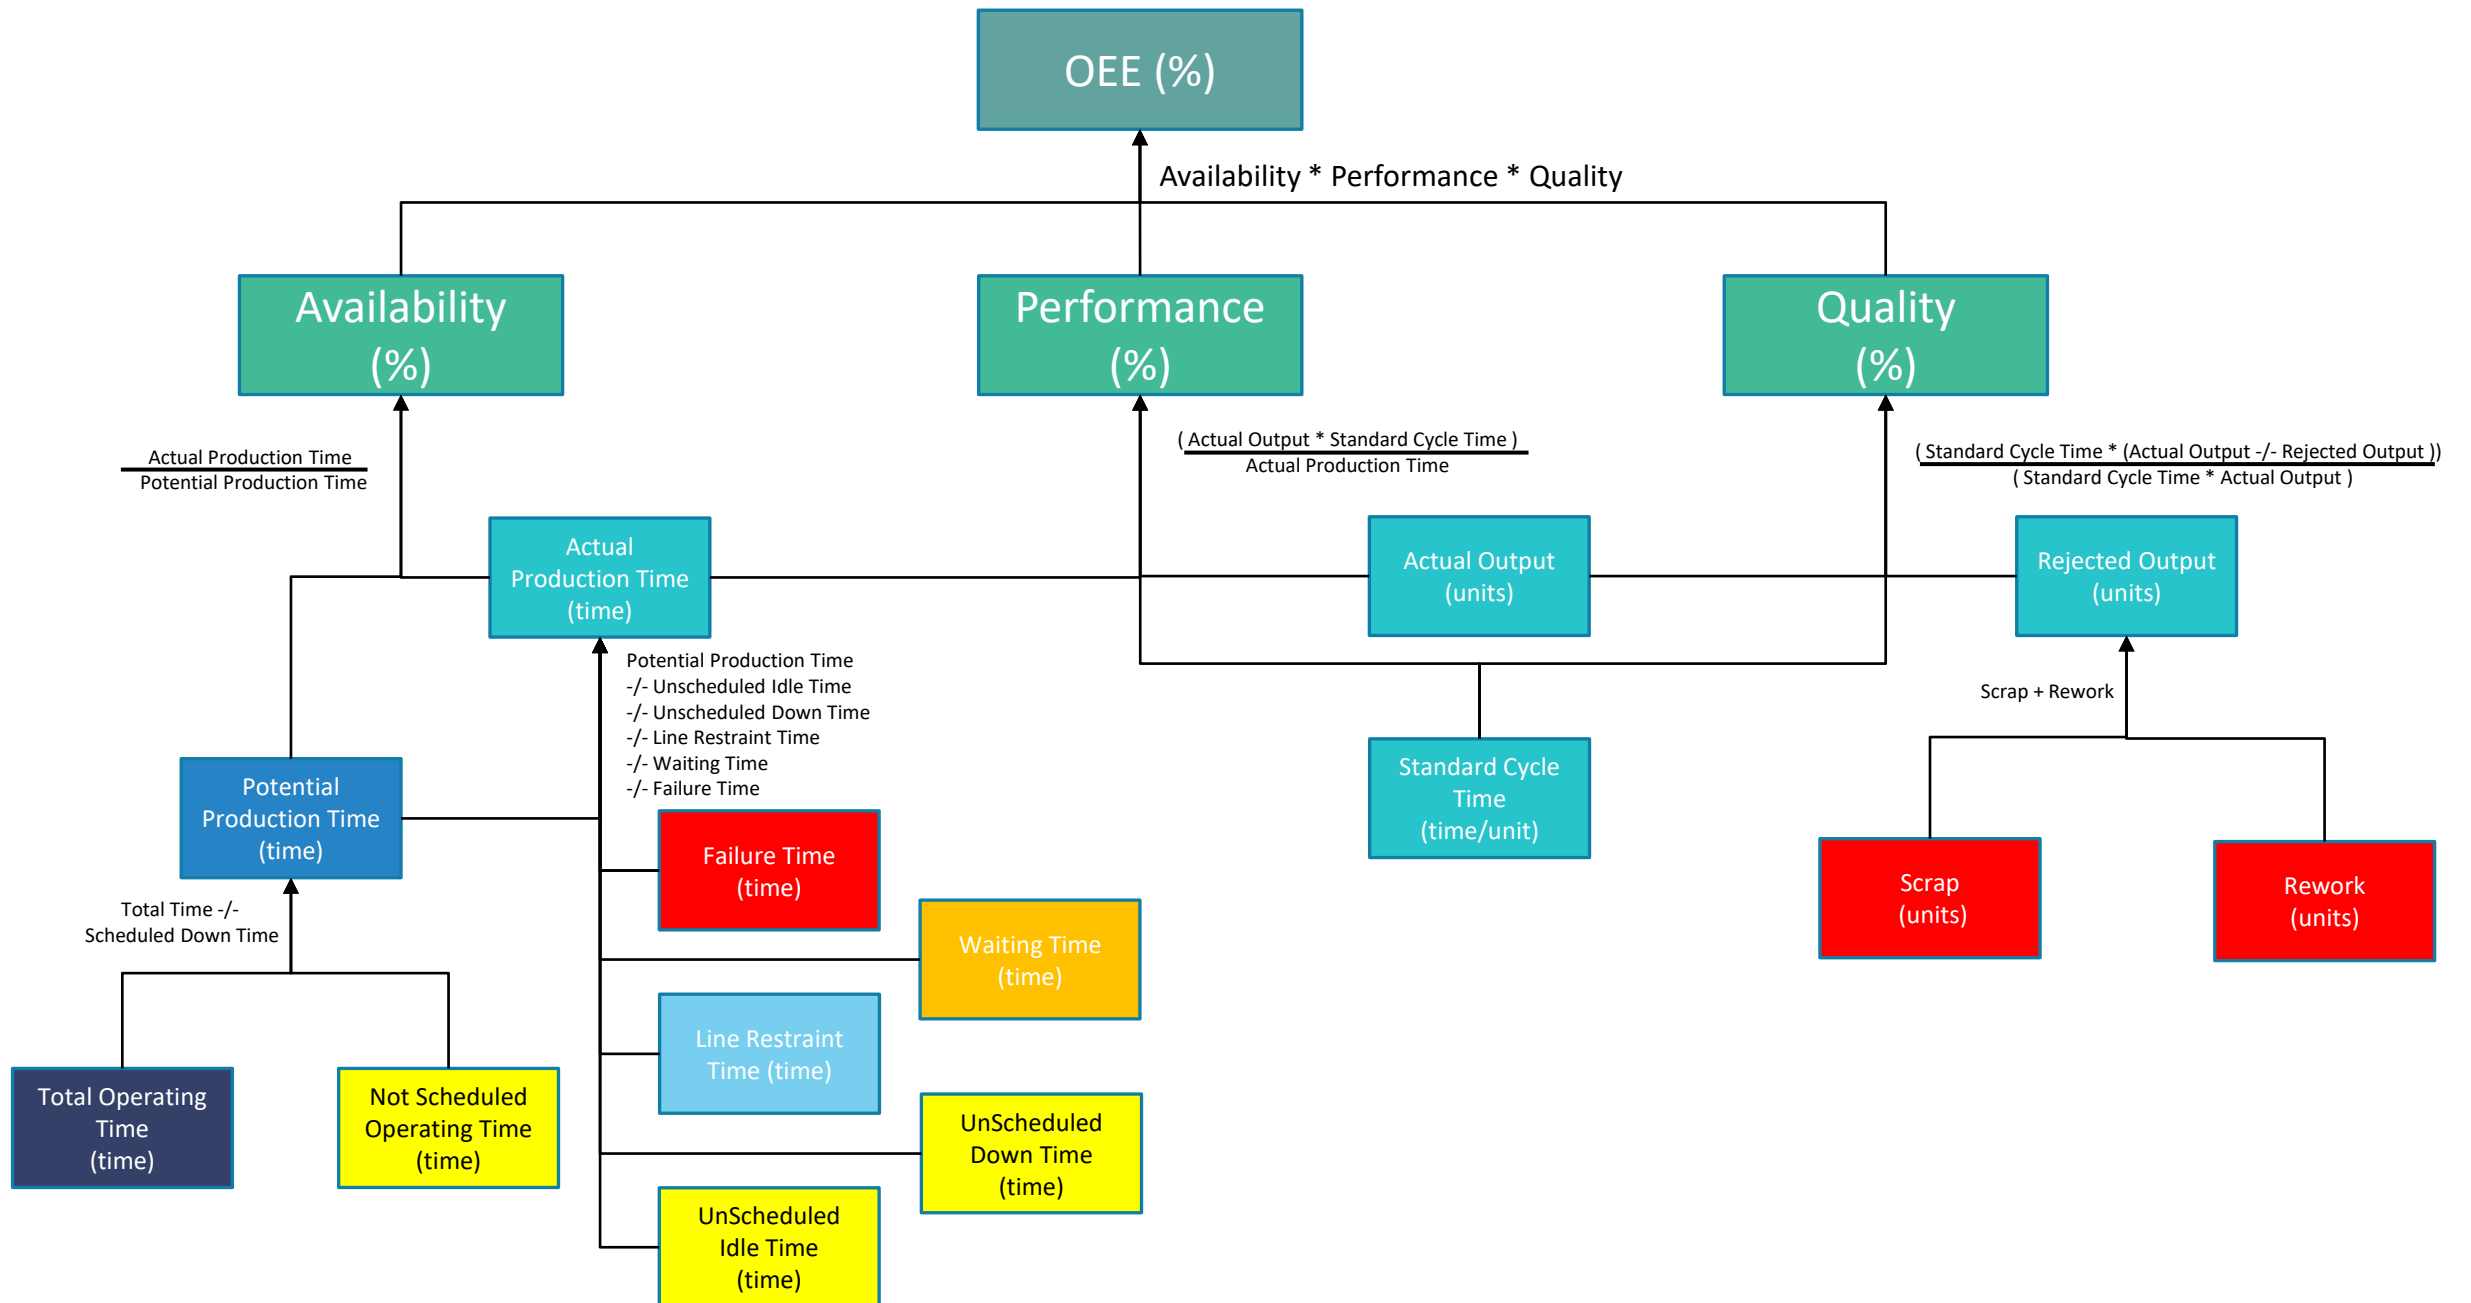 OEE (%)
Availability * Performance * Quality
Availability
(%)
Performance
(%)
Quality
(%)
Actual Production Time
Potential Production Time
( Actual Output * Standard Cycle Time )
Actual Production Time
( Standard Cycle Time * (Actual Output -/- Rejected Output ))
( Standard Cycle Time * Actual Output )
Actual
Production Time
(time)
Actual Output
(units)
Rejected Output
(units)
Potential Production Time
-/- Unscheduled Idle Time
-/- Unscheduled Down Time
-/- Line Restraint Time
-/- Waiting Time
-/- Failure Time
Scrap + Rework
Potential
Production Time
(time)
Standard Cycle
Time
(time/unit)
Failure Time
(time)
Scrap
(units)
Rework
(units)
Total Time -/-
Scheduled Down Time
Waiting Time
(time)
Line Restraint
Time (time)
Total Operating
Time
(time)
Not Scheduled
Operating Time
(time)
UnScheduled
Down Time
(time)
UnScheduled
Idle Time
(time)